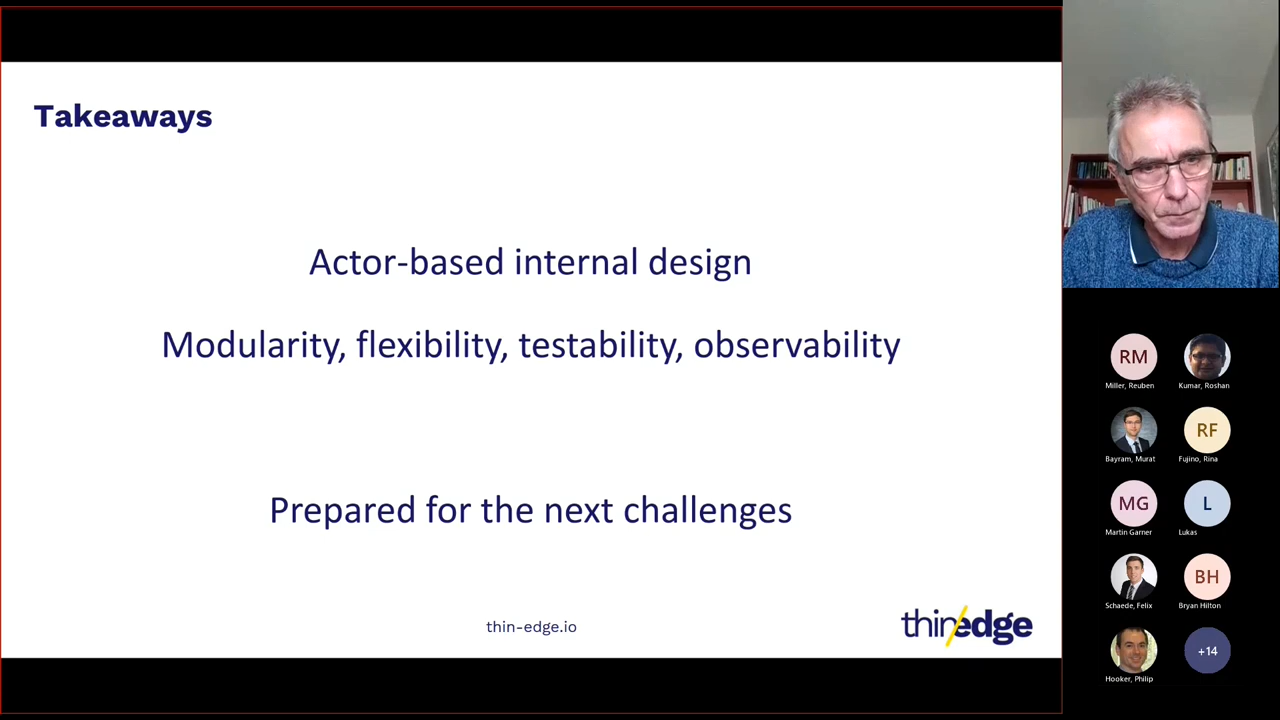 Takeaways
Actor-based internal design
Modularity, flexibility, testability, observability
Prepared for the next challenges
thin-edge.io
thin/edge
RM
Miller, Reuben
Kumar, Roshan
Bayram, Murat
RF
Fujino, Rina
MG
Martin Garner
L
Lukas
Schaede, Felix
BH
Bryan Hilton
Hooker, Philip
+14